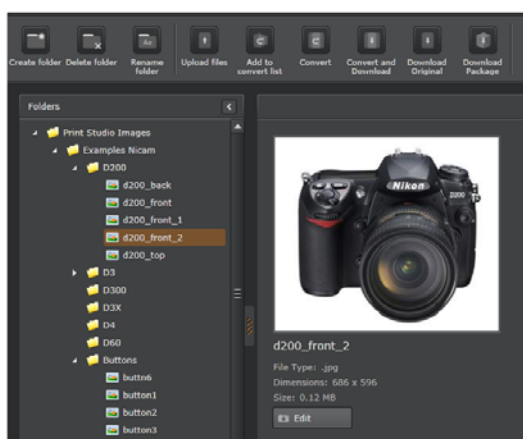 Create folder Delete folder Rename folder Upload files Add to convert list Convert Convert and Download Download Original Download Package
Folders
Print Studio Images
Examples Nicam
D200
d200_back
d200_front
d200_front_1
d200_front_2
d200_top
D3
D300
D3X
D4
D60
Buttons
buttn6
button1
button2
button3
Nikon
D200
d200_front_2
File Type: .jpg
Dimensions: 686 x 596
Size: 0.12 MB
Edit